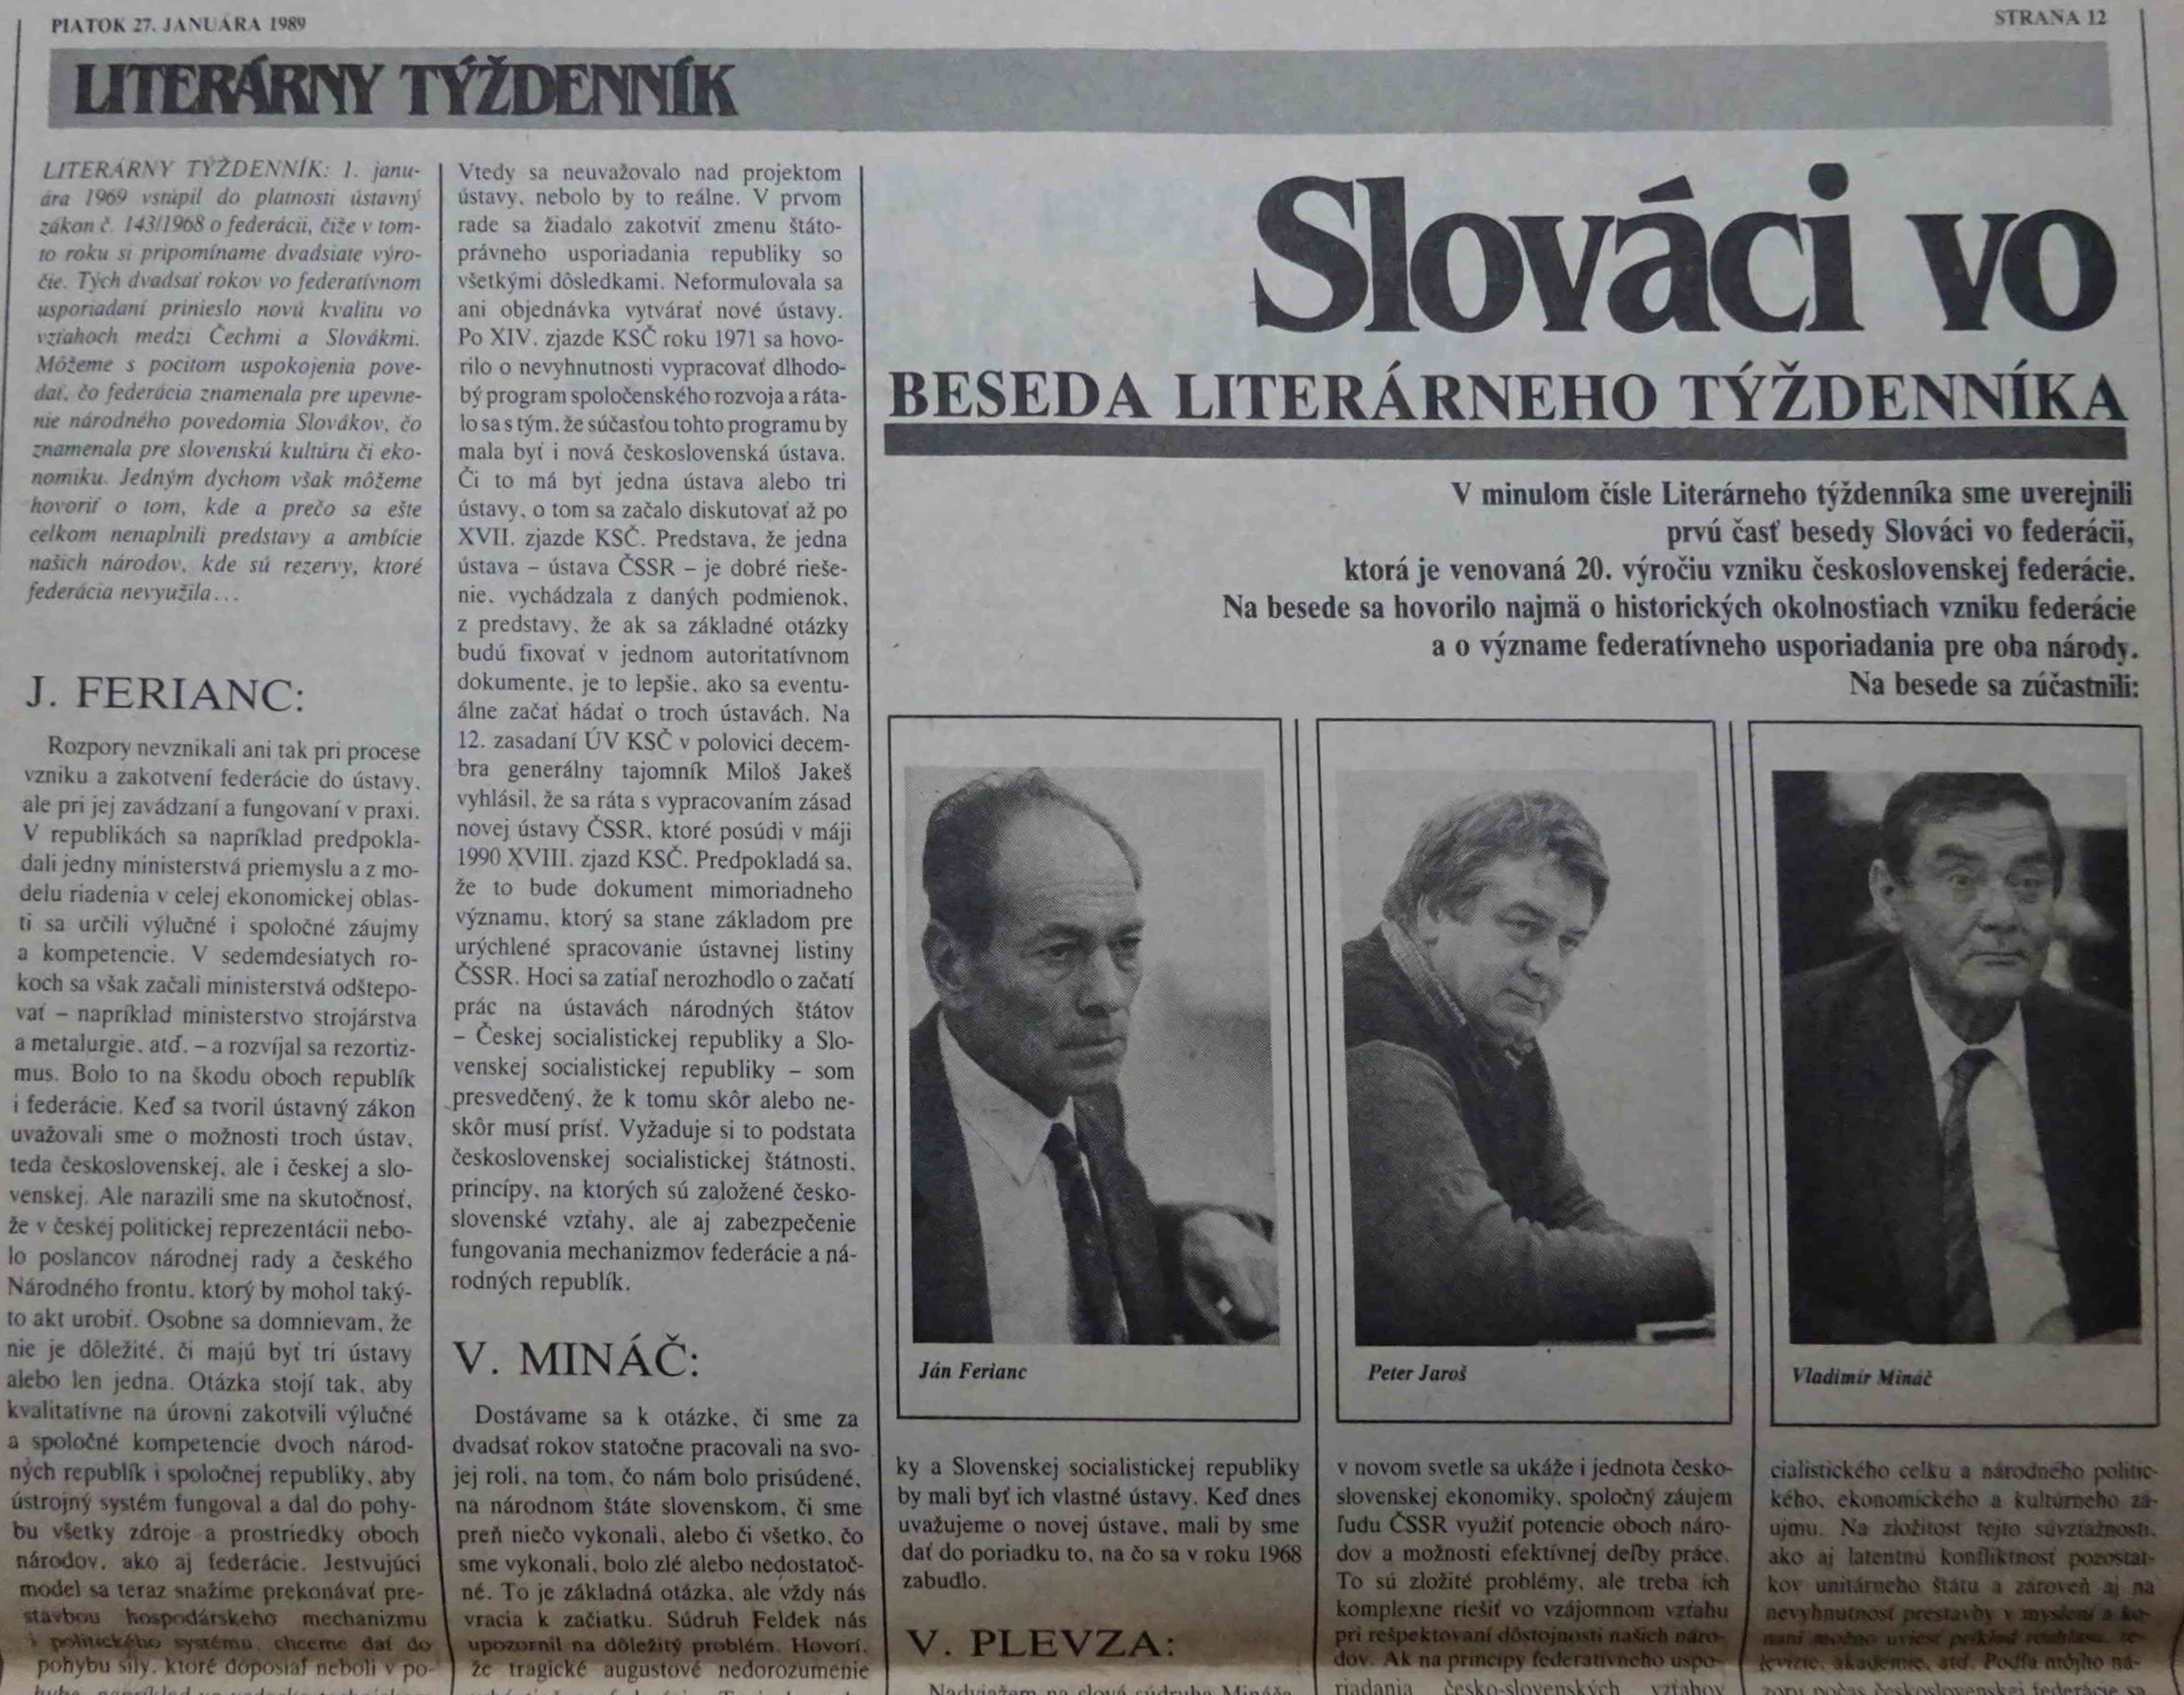 PIATOK 27. JANUÁRA 1989
STRANA 12
LITERÁRNY TÝŽDENNÍK
LITERÁRNY TÝŽDENNÍK: 1. janu-
ára 1969 vstúpil do platnosti ústavný
zákon č. 143/1968 o federácii, čiže v tom-
to roku si pripomíname dvadsiate výro-
čie. Tých dvadsať rokov vo federatívnom
usporiadaní prinieslo novú kvalitu vo
vzťahoch medzi Čechmi a Slovákmi.
Môžeme s pocitom uspokojenia pove-
dať, čo federácia znamenala pre upevne-
nie národného povedomia Slovákov, čo
znamenala pre slovenskú kultúru či eko-
nomiku. Jedným dychom však môžeme
hovoriť o tom, kde a prečo sa ešte
celkom nenaplnili predstavy a ambície
našich národov, kde sú rezervy, ktoré
federácia nevyužila...
J. FERIANC:
Rozpory nevznikali ani tak pri procese
vzniku a zakotvení federácie do ústavy,
ale pri jej zavádzaní a fungovaní v praxi.
V republikách sa napríklad predpokla-
dali jedny ministerstvá priemyslu a z mo-
delu riadenia v celej ekonomickej oblas-
ti sa určili výlučné i spoločné záujmy
a kompetencie. V sedemdesiatych ro-
koch sa však začali ministerstvá odštepo-
vať – napríklad ministerstvo strojárstva
a metalurgie, atď. – a rozvíjal sa rezortiz-
mus. Bolo to na škodu oboch republík
i federácie. Keď sa tvoril ústavný zákon
uvažovali sme o možnosti troch ústav,
teda československej, ale i českej a slo-
venskej. Ale narazili sme na skutočnosť,
že v českej politickej reprezentácii nebo-
lo poslancov národnej rady a českého
Národného frontu, ktorý by mohol taký-
to akt urobiť. Osobne sa domnievam, že
nie je dôležité, či majú byť tri ústavy
alebo len jedna. Otázka stojí tak, aby
kvalitatívne na úrovni zakotvili výlučné
a spoločné kompetencie dvoch národ-
ných republík i spoločnej republiky, aby
ústrojný systém fungoval a dal do pohy-
bu všetky zdroje a prostriedky oboch
národov, ako aj federácie. Jestvujúci
model sa teraz snažíme prekonávať pre-
stavbou hospodárskeho mechanizmu
i politického systému, chceme dať do
pohybu sily, ktoré doposiaľ neboli v po-
Vtedy sa neuvažovalo nad projektom
ústavy, nebolo by to reálne. V prvom
rade sa žiadalo zakotviť zmenu štáto-
právneho usporiadania republiky so
všetkými dôsledkami. Neformulovala sa
ani objednávka vytvárať nové ústavy.
Po XIV. zjazde KSČ roku 1971 sa hovo-
rilo o nevyhnutnosti vypracovať dlhodo-
bý program spoločenského rozvoja a ráta-
lo sa s tým, že súčasťou tohto programu by
mala byť i nová československá ústava.
Či to má byť jedna ústava alebo tri
ústavy, o tom sa začalo diskutovať až po
XVII. zjazde KSČ. Predstava, že jedna
ústava – ústava ČSSR – je dobré rieše-
nie, vychádzala z daných podmienok,
z predstavy, že ak sa základné otázky
budú fixovať v jednom autoritatívnom
dokumente, je to lepšie, ako sa eventu-
álne začať hádať o troch ústavách. Na
12. zasadaní ÚV KSČ v polovici decem-
bra generálny tajomník Miloš Jakeš
vyhlásil, že sa ráta s vypracovaním zásad
novej ústavy ČSSR, ktoré posúdi v máji
1990 XVIII. zjazd KSČ. Predpokladá sa,
že to bude dokument mimoriadneho
významu, ktorý sa stane základom pre
urýchlené spracovanie ústavnej listiny
ČSSR. Hoci sa zatiaľ nerozhodlo o začatí
prác na ústavách národných štátov
– Českej socialistickej republiky a Slo-
venskej socialistickej republiky – som
presvedčený, že k tomu skôr alebo ne-
skôr musí prísť. Vyžaduje si to podstata
československej socialistickej štátnosti,
princípy, na ktorých sú založené česko-
slovenské vzťahy, ale aj zabezpečenie
fungovania mechanizmov federácie a ná-
rodných republík.
V. MINÁČ:
Dostávame sa k otázke, či sme za
dvadsať rokov statočne pracovali na svo-
jej roli, na tom, čo nám bolo prisúdené,
na národnom štáte slovenskom, či sme
preň niečo vykonali, alebo či všetko, čo
sme vykonali, bolo zlé alebo nedostatoč-
né. To je základná otázka, ale vždy nás
vracia k začiatku. Súdruh Feldek nás
upozornil na dôležitý problém. Hovorí,
že tragické augustové nedorozumenie
Slováci vo
BESEDA LITERÁRNEHO TÝŽDENNÍKA
V minulom čísle Literárneho týždenníka sme uverejnili
prvú časť besedy Slováci vo federácii,
ktorá je venovaná 20. výročiu vzniku československej federácie.
Na besede sa hovorilo najmä o historických okolnostiach vzniku federácie
a o význame federatívneho usporiadania pre oba národy.
Na besede sa zúčastnili:
Ján Ferianc
Peter Jaroš
Vladimír Mináč
ky a Slovenskej socialistickej republiky
by mali byť ich vlastné ústavy. Keď dnes
uvažujeme o novej ústave, mali by sme
dať do poriadku to, na čo sa v roku 1968
zabudlo.
V. PLEVZA:
Nadviažem na slová súdruha Mináča
v novom svetle sa ukáže i jednota česko-
slovenskej ekonomiky, spoločný záujem
ľudu ČSSR využiť potencie oboch náro-
dov a možnosti efektívnej deľby práce.
To sú zložité problémy, ale treba ich
komplexne riešiť vo vzájomnom vzťahu
pri rešpektovaní dôstojnosti našich náro-
dov. Ak na princípy federatívneho uspo-
riadania česko-slovenských vzťahov
cialistického celku a národného politic-
kého, ekonomického a kultúrneho zá-
ujmu. Na zložitosť tejto súvzťažnosti,
ako aj latentnú konfliktnosť pozostat-
kov unitárneho štátu a zároveň aj na
nevyhnutnosť prestavby v myslení a ko-
naní možno uviesť príklad rozhlasu, te-
levízie, akadémie, atď. Podľa môjho ná-
zoru počas československej federácie sa